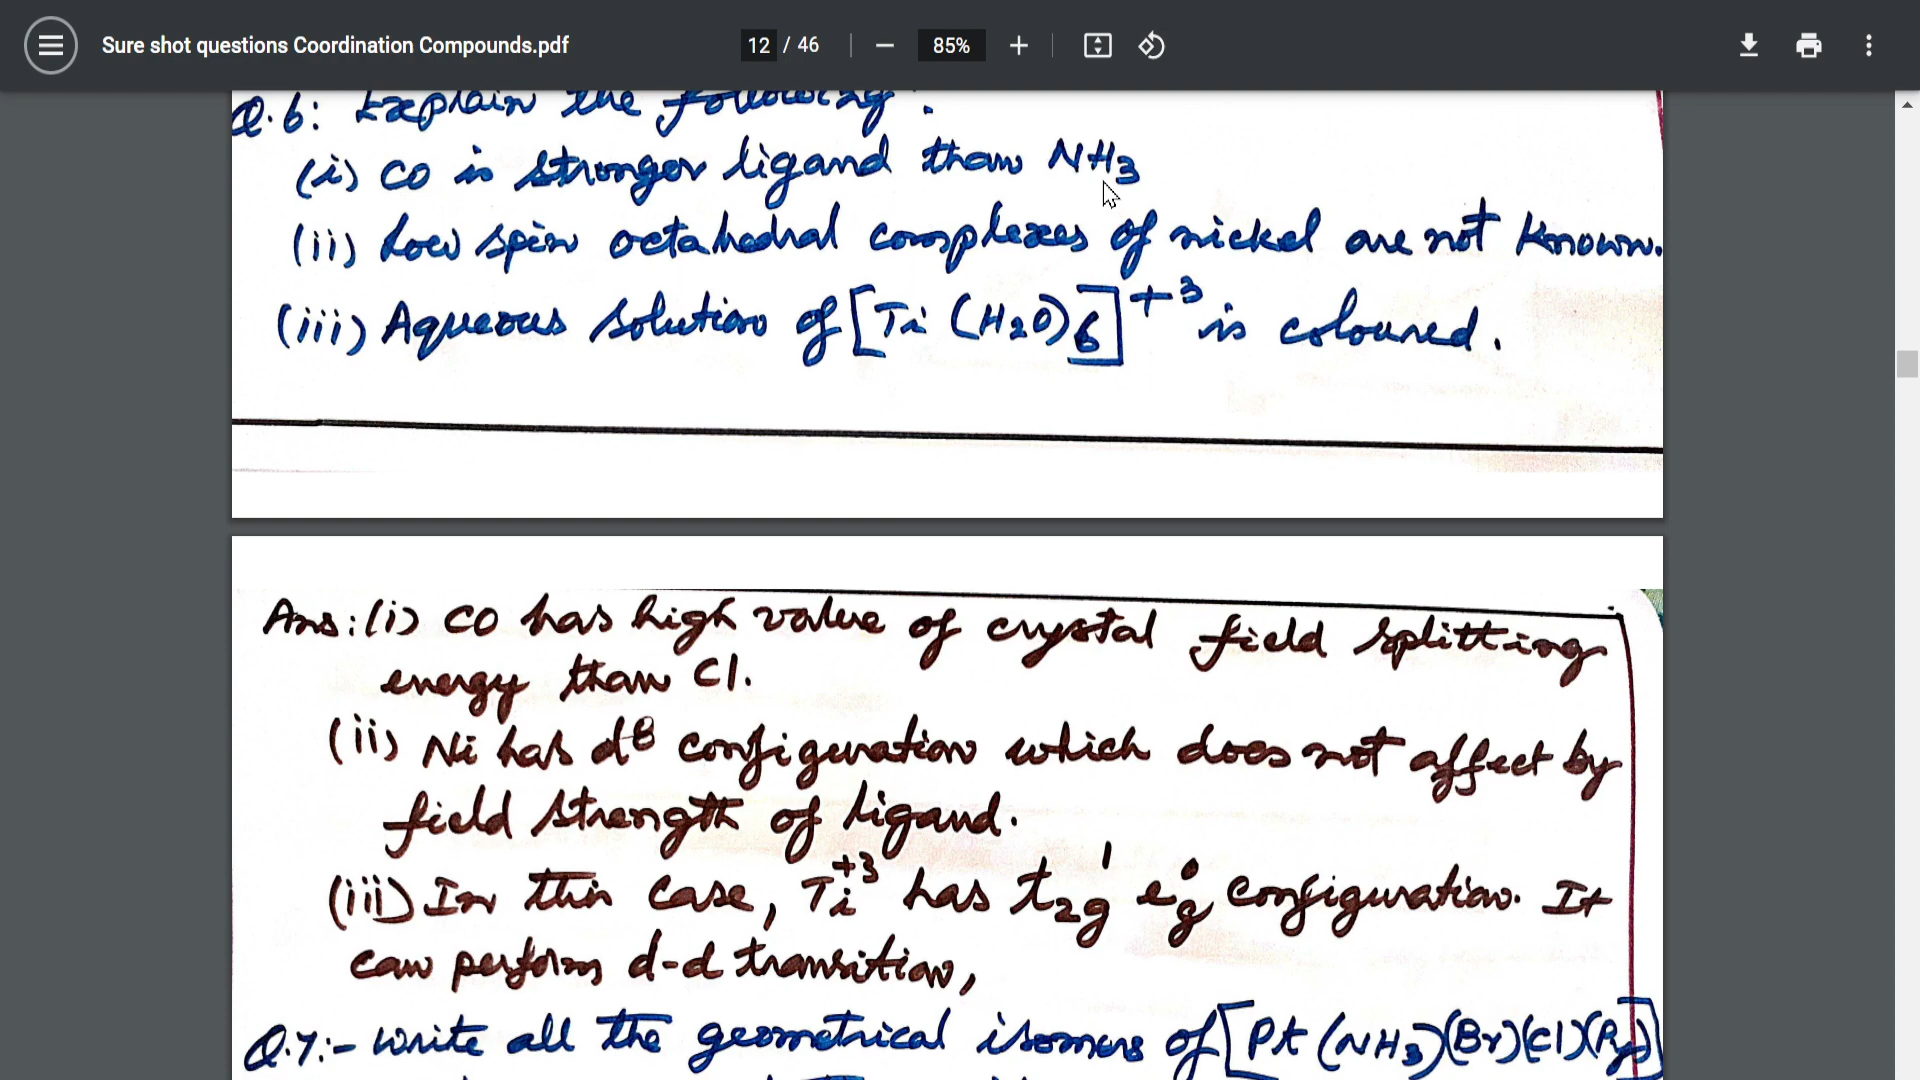 Sure shot questions Coordination Compounds.pdf
12 / 46
85%
Q.6: Explain the following :
(i) CO is stronger ligand than NH3
(ii) Low spin octahedral complexes of nickel are not known.
(iii) Aqueous solution of [Ti (H2O)6]+3 is coloured.
Ans:(i) CO has high value of crystal field splitting
energy than Cl.
(ii) Ni has d8 configuration which does not affect by
field strength of ligand.
(iii) In this case, Ti+3 has t2g1 eg0 configuration. It
can perform d-d transition,
Q.7:- Write all the geometrical isomers of [Pt (NH3)(Br)(Cl)(Py)]